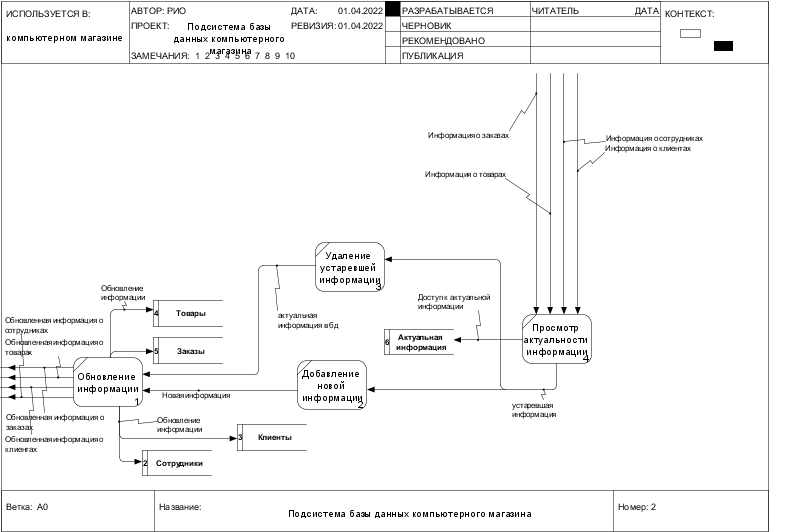 ИСПОЛЬЗУЕТСЯ В:
компьютерном магазине
АВТОР: РИО
ДАТА: 01.04.2022
ПРОЕКТ: Подсистема базы
данных компьютерного
магазина
РЕВИЗИЯ: 01.04.2022
ЗАМЕЧАНИЯ: 1 2 3 4 5 6 7 8 9 10
РАЗРАБАТЫВАЕТСЯ
ЧЕРНОВИК
РЕКОМЕНДОВАНО
ПУБЛИКАЦИЯ
ЧИТАТЕЛЬ ДАТА
КОНТЕКСТ:
Информация о заказах
Информация о сотрудниках
Информация о клиентах
Информация о товарах
Удаление
устаревшей
информации
3
Обновление
информации
4 Товары
актуальная
информация в бд
Доступ к актуальной
информации
Обновленная информация о
сотрудниках
Обновленная информация о
товарах
5 Заказы
6 Актуальная
информация
Просмотр
актуальности
информации
4
Обновление
информации
1
Новая информация
Добавление
новой
информации
2
устаревшая
информация
Обновленная информация о
заказах
Обновленная информация о
клиентах
Обновление
информации
3 Клиенты
2 Сотрудники
Ветка: A0
Название:
Подсистема базы данных компьютерного магазина
Номер: 2